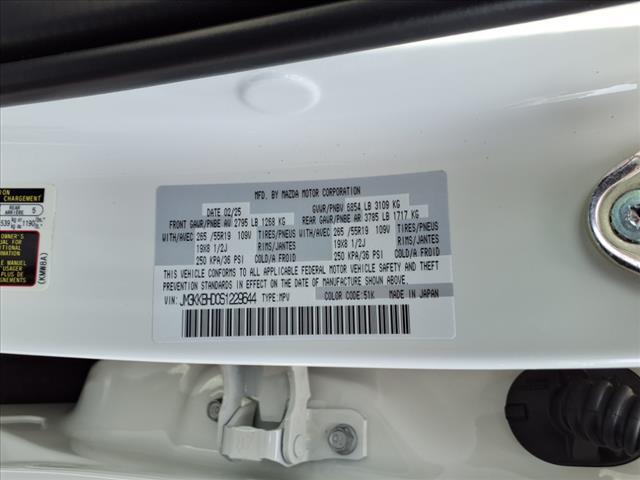 MFD. BY MAZDA MOTOR CORPORATION
DATE 02/25 GVWR/PNBV 6854 LB 3109 KG
FRONT GAWR/PNBE AV 2795 LB 1268 KG REAR GAWR/PNBE AR 3785 LB 1717 KG
WITH/AVEC 265 /55R19 109V TIRES/PNEUS WITH/AVEC 265 /55R19 109V TIRES/PNEUS
19X8 1/2J RIMS/JANTES 19X8 1/2J RIMS/JANTES
250 KPA/36 PSI COLD/A FROID 250 KPA/36 PSI COLD/A FROID
THIS VEHICLE CONFORMS TO ALL APPLICABLE FEDERAL MOTOR VEHICLE SAFETY AND THEFT
PREVENTION STANDARDS IN EFFECT ON THE DATE OF MANUFACTURE SHOWN ABOVE.
TYPE:MPV COLOR CODE:51K MADE IN JAPAN
CHARGEMENT
REAR
ARRIÈRE 5
(KMW8A)